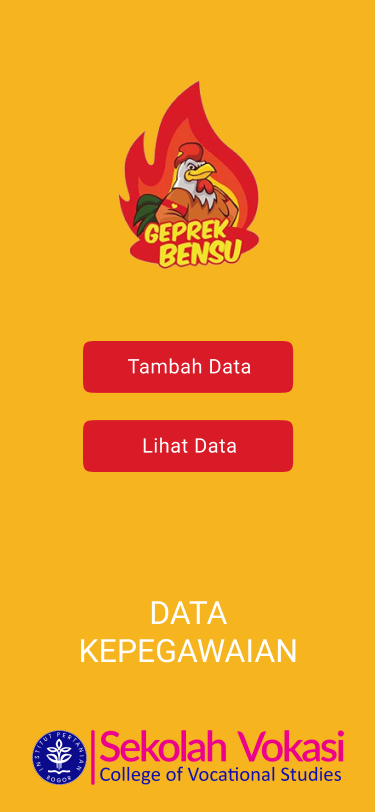 GEPREK
BENSU
Tambah Data
Lihat Data
DATA
KEPEGAWAIAN
INSTITUT PERTANIAN
BOGOR
Sekolah Vokasi
College of Vocational Studies